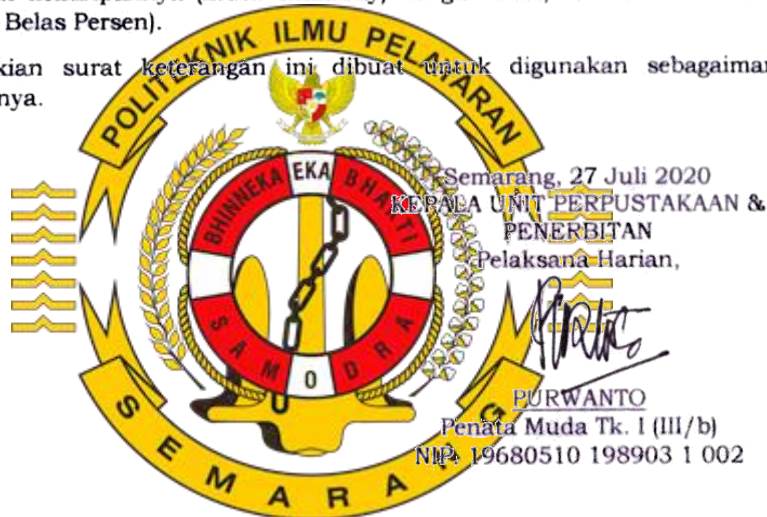 Belas Persen).
kian surat keterangan ini dibuat untuk digunakan sebagaimana
nya.
POLITEKNIK ILMU PELAYARAN
BHINNEKA EKA BHAKTI
Semarang, 27 Juli 2020
KEPALA UNIT PERPUSTAKAAN &
PENERBITAN
Pelaksana Harian,
SAMODRA
PURWANTO
Penata Muda Tk. I (III/b)
NIP. 19680510 198903 1 002
SEMARANG